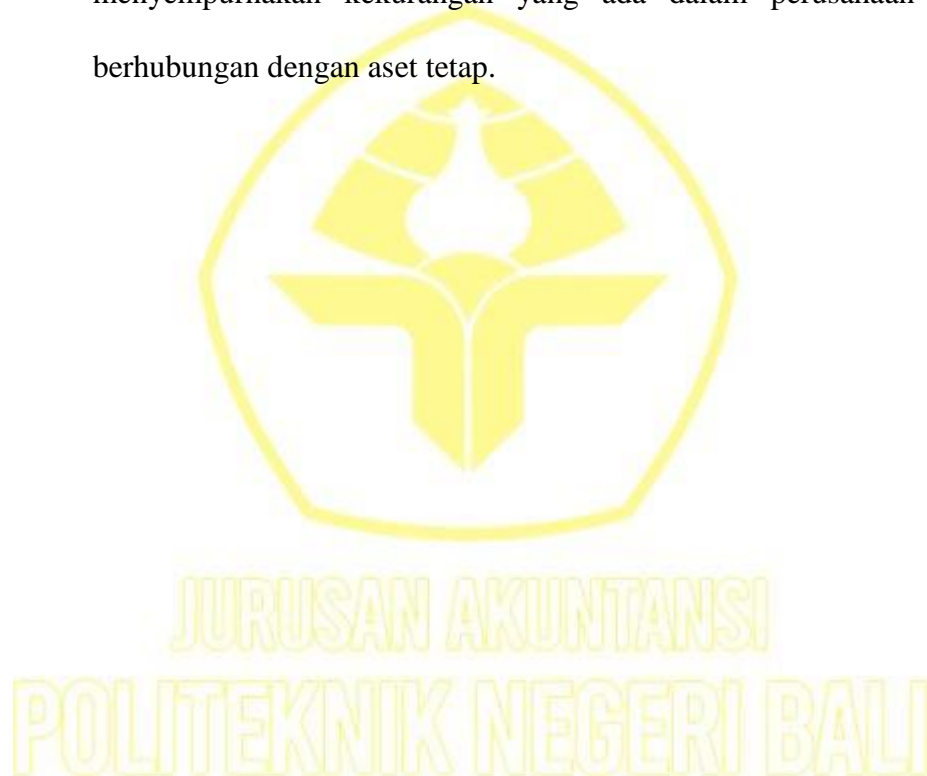 menyempurnakan kekurangan yang ada dalam perusahaan
berhubungan dengan aset tetap.
JURUSAN AKUNTANSI
POLITEKNIK NEGERI BALI